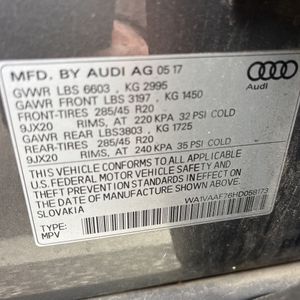 MFD. BY AUDI AG 05 17
GVWR LBS 6603 , KG 2995
GAWR FRONT LBS 3197 , KG 1450
FRONT-TIRES 285/45 R20
9JX20 RIMS, AT 220 KPA 32 PSI COLD
GAWR REAR LBS3803 , KG 1725
REAR-TIRES 285/45 R20
9JX20 RIMS, AT 240 KPA 35 PSI COLD
THIS VEHICLE CONFORMS TO ALL APPLICABLE
U.S. FEDERAL MOTOR VEHICLE SAFETY AND
THEFT PREVENTION STANDARDS IN EFFECT ON
THE DATE OF MANUFACTURE SHOWN ABOVE.
SLOVAKIA
WA1VAAF76HD058173
TYPE:
MPV
Audi